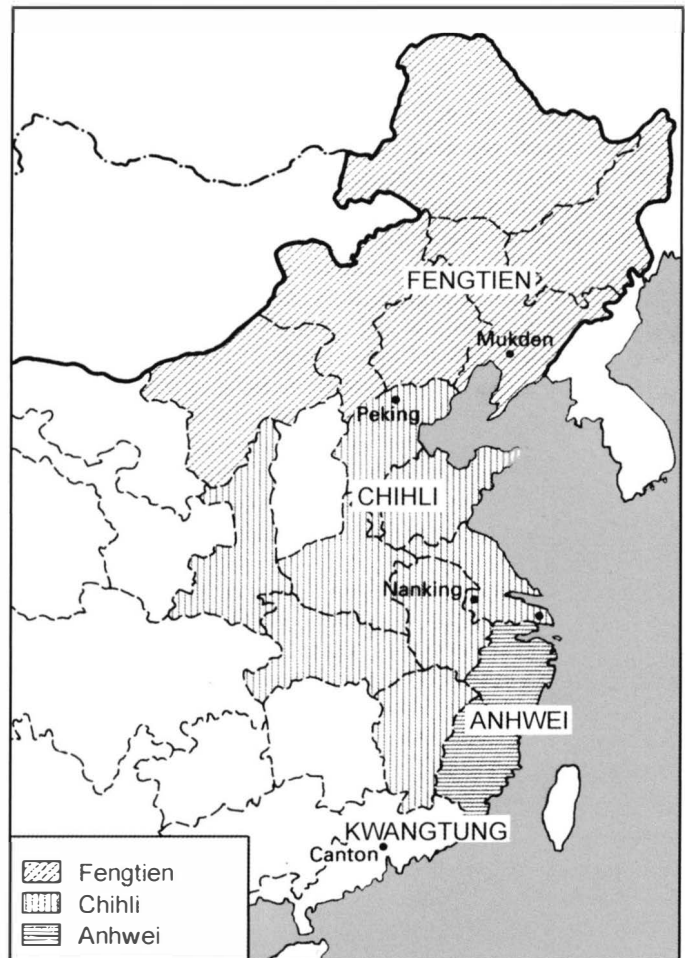 FENGTIEN
Mukden
Peking
CHIHLI
Nanking
ANHWEI
KWANGTUNG
Canton
Fengtien
Chihli
Anhwei